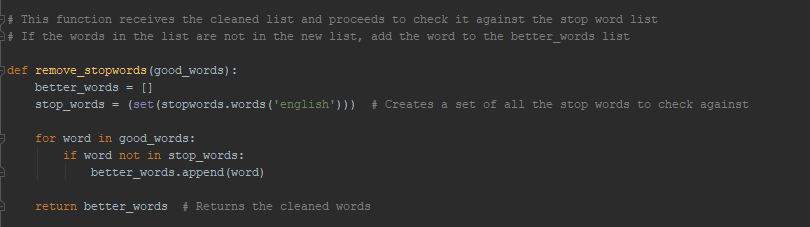 # This function receives the cleaned list and proceeds to check it against the stop word list
# If the words in the list are not in the new list, add the word to the better_words list
def remove_stopwords(good_words):
    better_words = []
    stop_words = (set(stopwords.words('english')))  # Creates a set of all the stop words to check against
    for word in good_words:
        if word not in stop_words:
            better_words.append(word)
    return better_words  # Returns the cleaned words